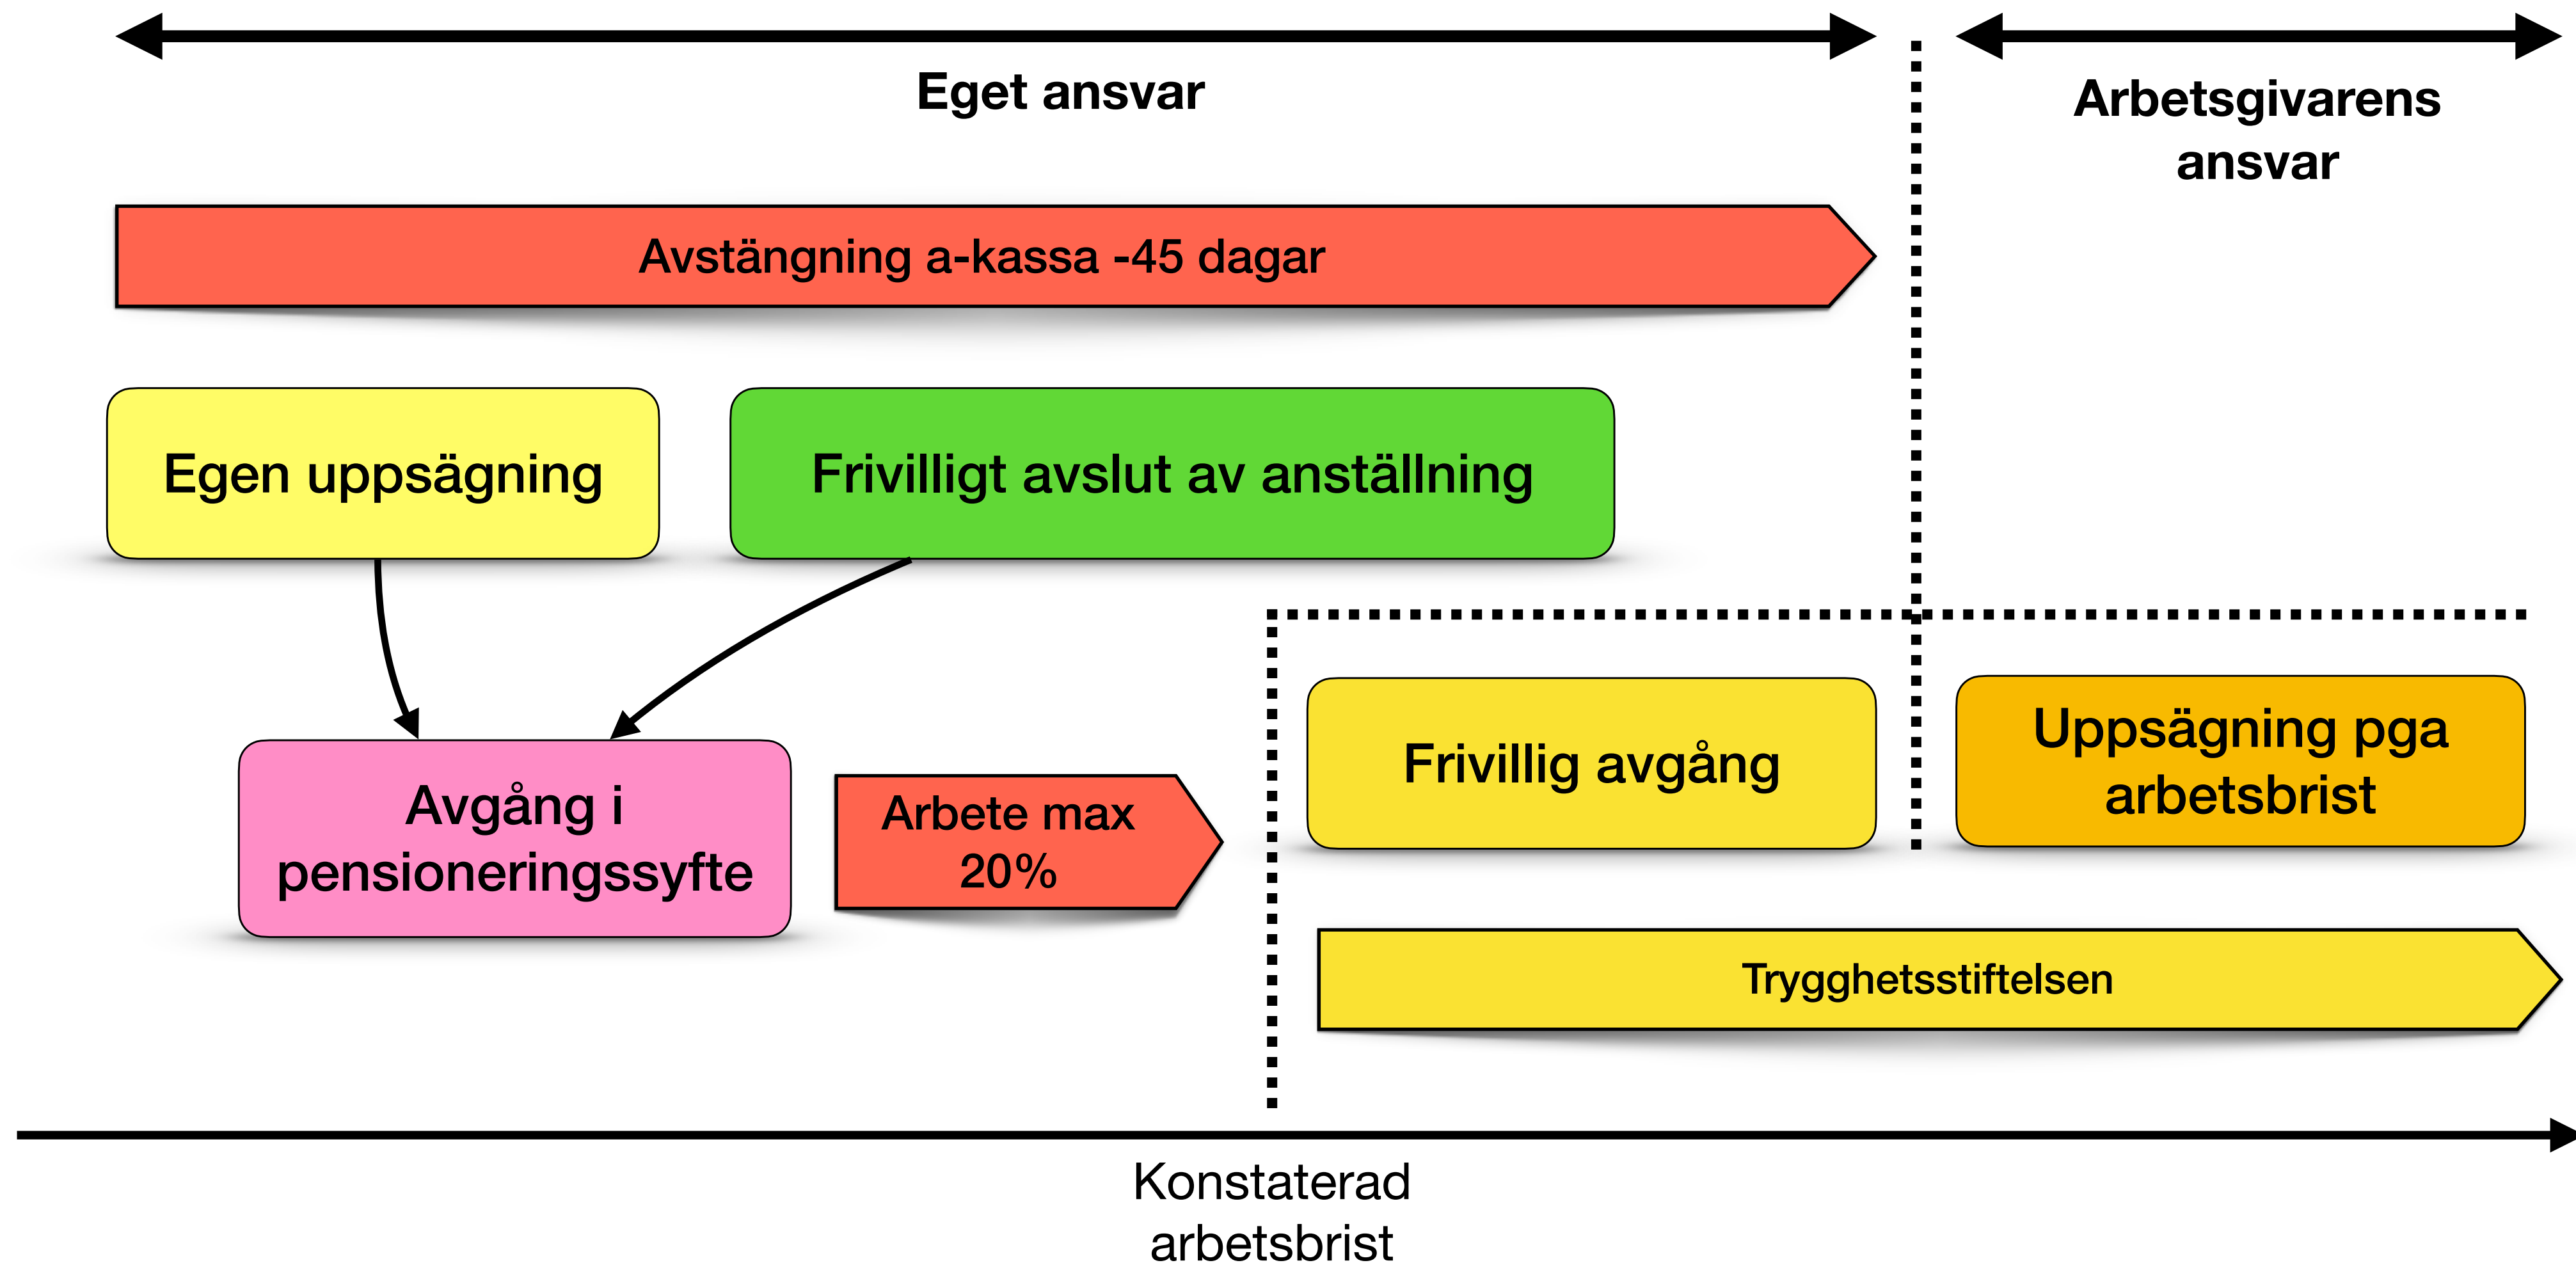 Eget ansvar
Arbetsgivarens
ansvar
Avstängning a-kassa -45 dagar
Egen uppsägning
Frivilligt avslut av anställning
Frivillig avgång
Uppsägning pga
arbetsbrist
Avgång i
pensioneringssyfte
Arbete max
20%
Trygghetsstiftelsen
Konstaterad
arbetsbrist